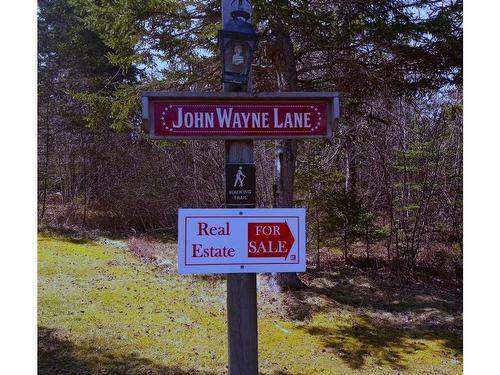 JOHN WAYNE LANE
WALKING
TRAIL
Real
Estate
FOR
SALE